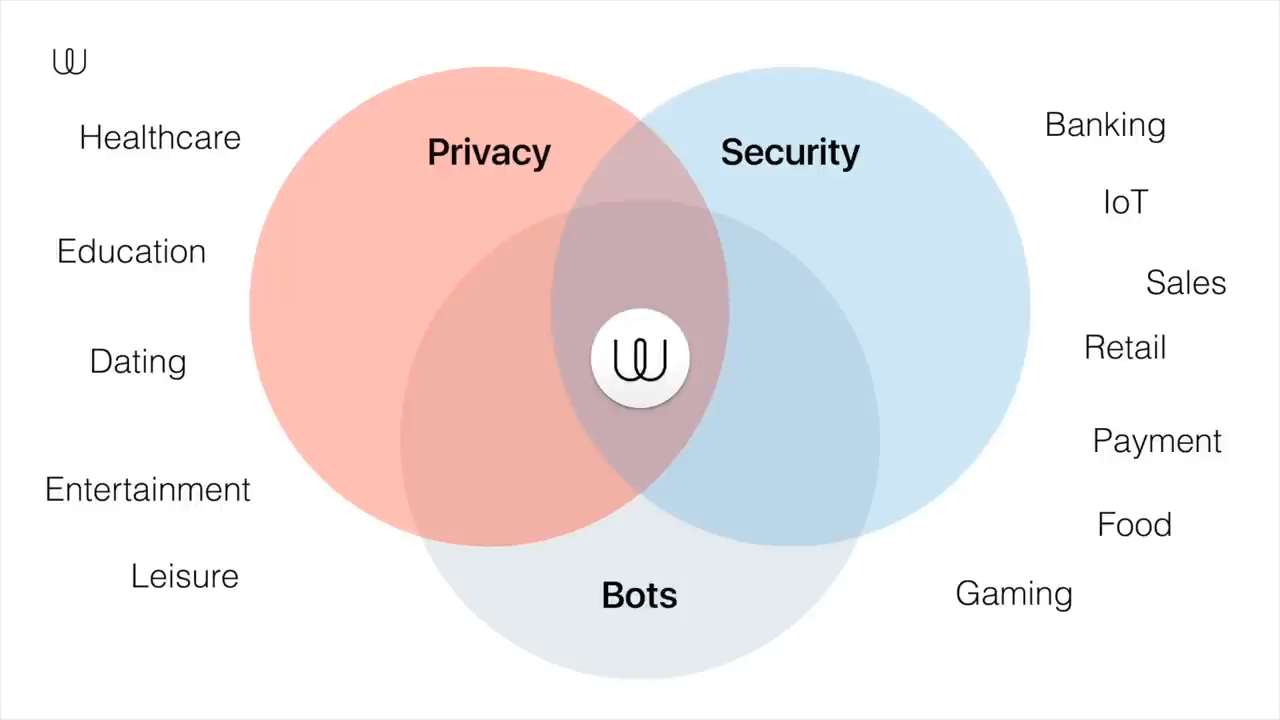 Healthcare
Education
Dating
Entertainment
Leisure
Privacy
Security
Bots
Banking
IoT
Sales
Retail
Payment
Food
Gaming